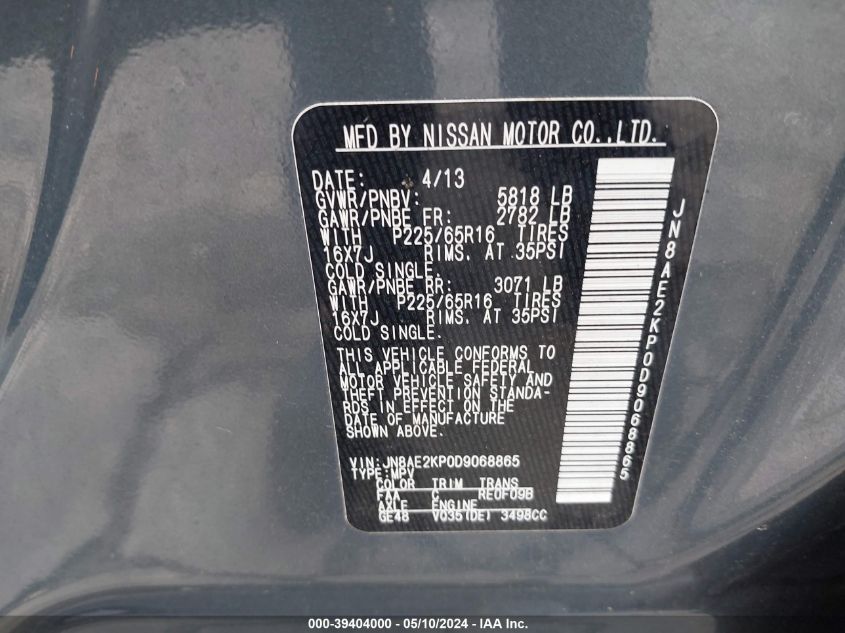 MFD BY NISSAN MOTOR CO.,LTD.
DATE: 4/13
GVWR/PNBV: 5818 LB
GAWR/PNBE FR: 2782 LB
WITH P225/65R16 TIRES
16X7J RIMS. AT 35PSI
COLD SINGLE.
GAWR/PNBE RR: 3071 LB
WITH P225/65R16 TIRES
16X7J RIMS. AT 35PSI
COLD SINGLE.
THIS VEHICLE CONFORMS TO
ALL APPLICABLE FEDERAL
MOTOR VEHICLE SAFETY AND
THEFT PREVENTION STANDA-
RDS IN EFFECT ON THE
DATE OF MANUFACTURE
SHOWN ABOVE.
VIN:JN8AE2KP0D9068865
TYPE:MPV
COLOR TRIM TRANS
FAA C RE0F09B
AXLE ENGINE
GE48 VQ35(DE) 3498CC
JN8AE2KP0D9068865
000-39404000 - 05/10/2024 - IAA Inc.